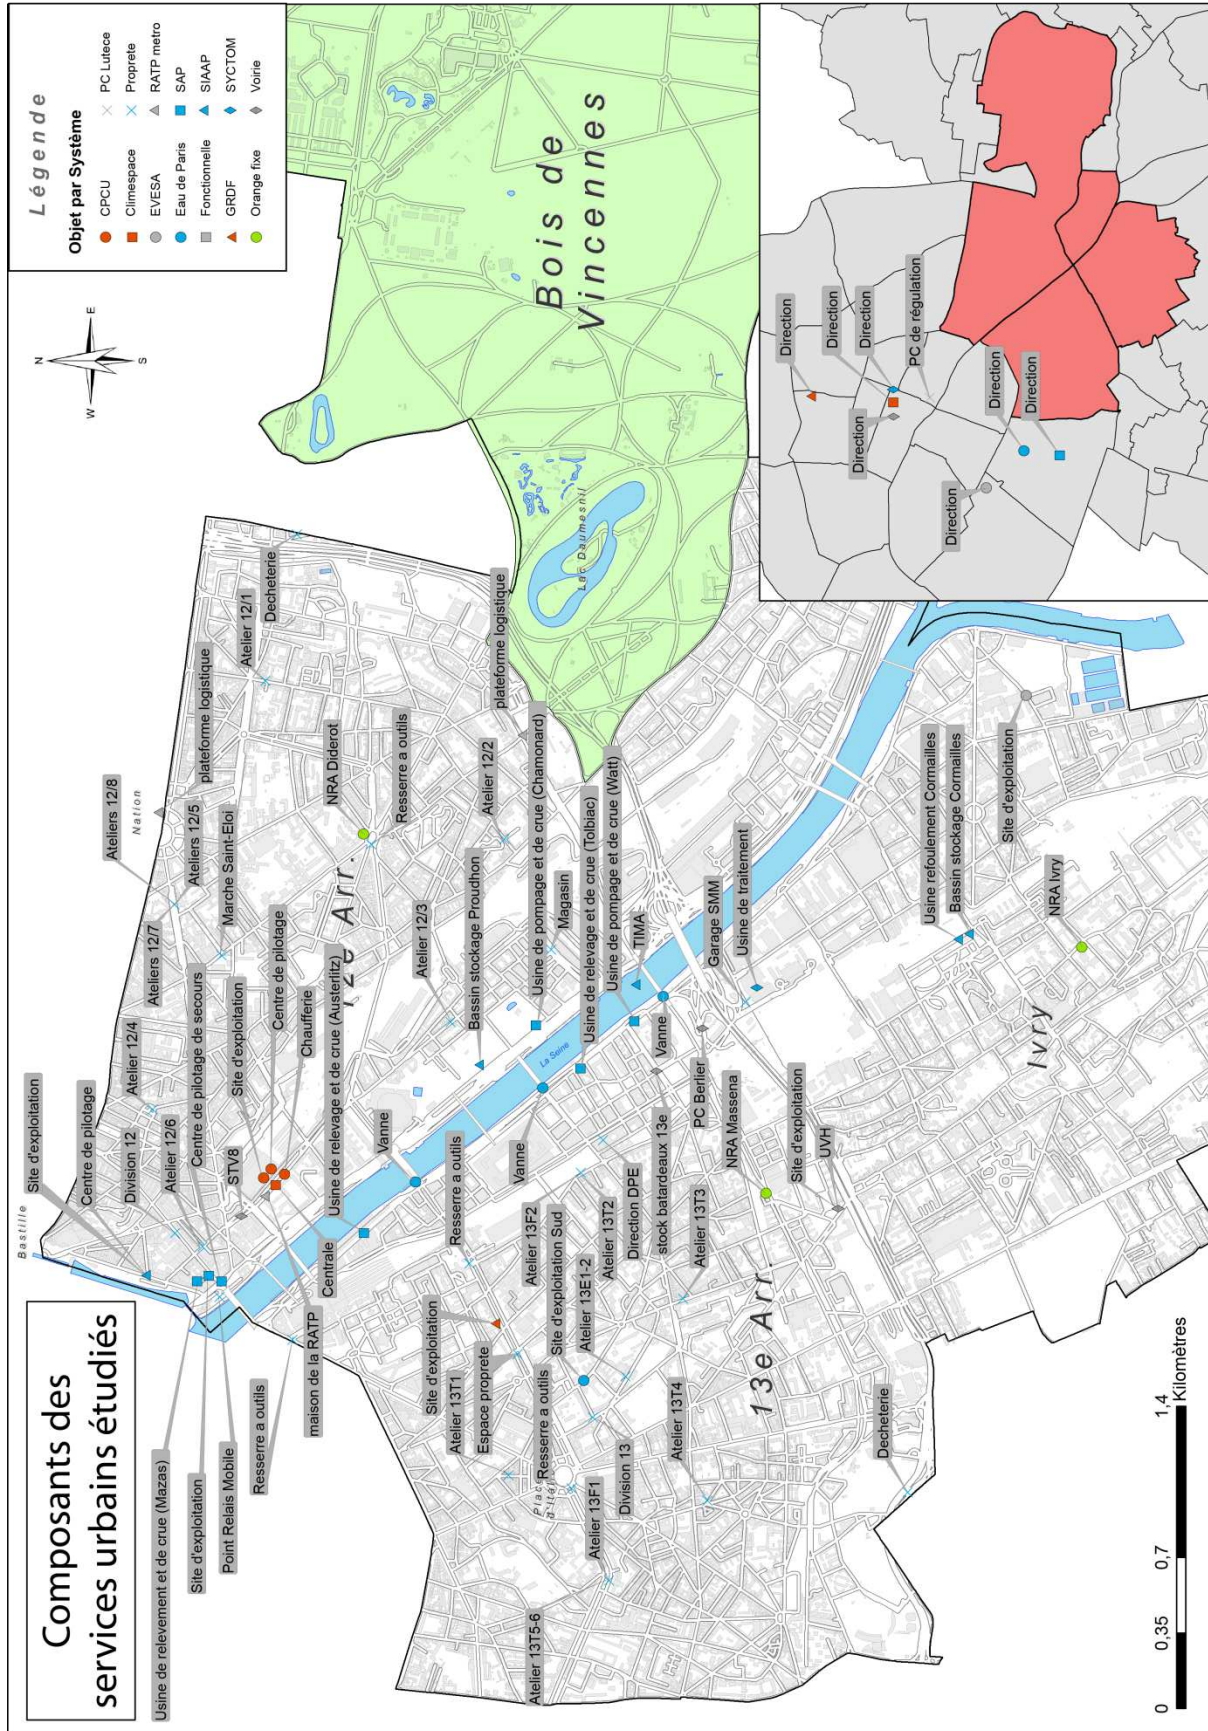 Composants des
services urbains étudiés
Légende
Objet par Système
CPCU
Climespace
EVESA
Eau de Paris
Fonctionnelle
GRDF
Orange fixe
PC Lutece
Proprete
RATP metro
SAP
SIAAP
SYCTOM
Voirie
N
W
E
S
Bastille
Site d'exploitation
Centre de pilotage
Division 12
Atelier 12/4
Atelier 12/6
Centre de pilotage de secours
STV8
Site d'exploitation
Centre de pilotage
Chaufferie
Usine de relevage et de crue (Austerlitz)
Ateliers 12/7
Ateliers 12/8
Ateliers 12/5
Marche Saint-Eloi
Nation
plateforme logistique
Atelier 12/1
Decheterie
NRA Diderot
Resserre a outils
12e Arr.
Atelier 12/2
plateforme logistique
Atelier 12/3
Bassin stockage Proudhon
Usine de pompage et de crue (Chamonard)
Magasin
Usine de relevage et de crue (Tolbiac)
Usine de pompage et de crue (Watt)
TIMA
Garage SMM
Usine de traitement
Bois de
Vincennes
Lac Daumesnil
La Seine
Usine de relevement et de crue (Mazas)
Site d'exploitation
Point Relais Mobile
Resserre a outils
maison de la RATP
Centrale
Vanne
Resserre a outils
Vanne
Vanne
Site d'exploitation
Atelier 13T1
Espace proprete
Resserre a outils
Place
d'Italie
Atelier 13F2
Site d'exploitation Sud
Atelier 13E1-2
Atelier 13T2
Direction DPE
stock batardeaux 13e
PC Berlier
NRA Massena
Atelier 13T3
Site d'exploitation
UVH
Division 13
Atelier 13F1
Atelier 13T5-6
Atelier 13T4
13e Arr.
Decheterie
Usine refoulement Cormailles
Bassin stockage Cormailles
Site d'exploitation
NRA Ivry
Ivry
Direction
Direction
Direction
PC de régulation
Direction
Direction
Direction
Direction
0
0,35
0,7
1,4
Kilomètres